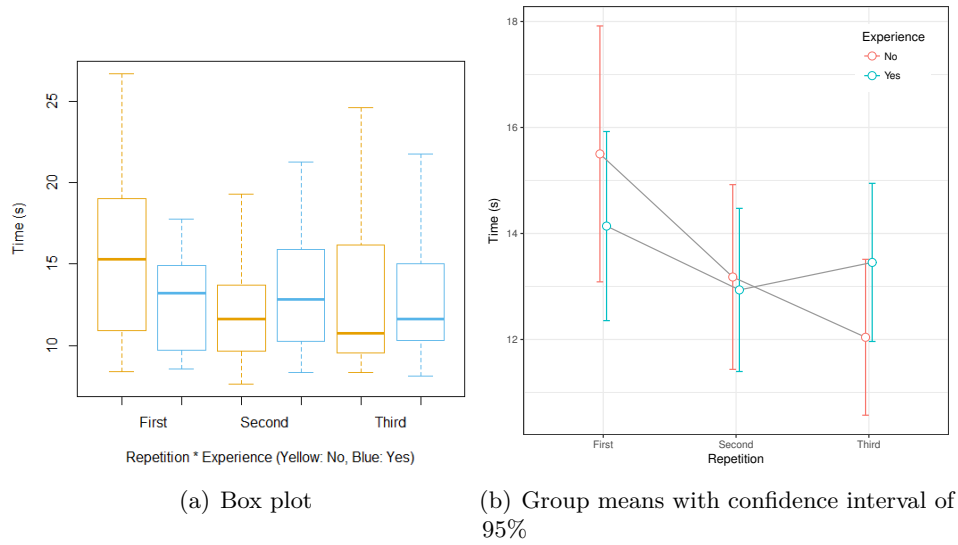 Time (s)
25
20
15
10
First Second Third
Repetition * Experience (Yellow: No, Blue: Yes)
(a) Box plot
Time (s)
18
16
14
12
Experience
No
Yes
First Second Third
Repetition
(b) Group means with confidence interval of
95%